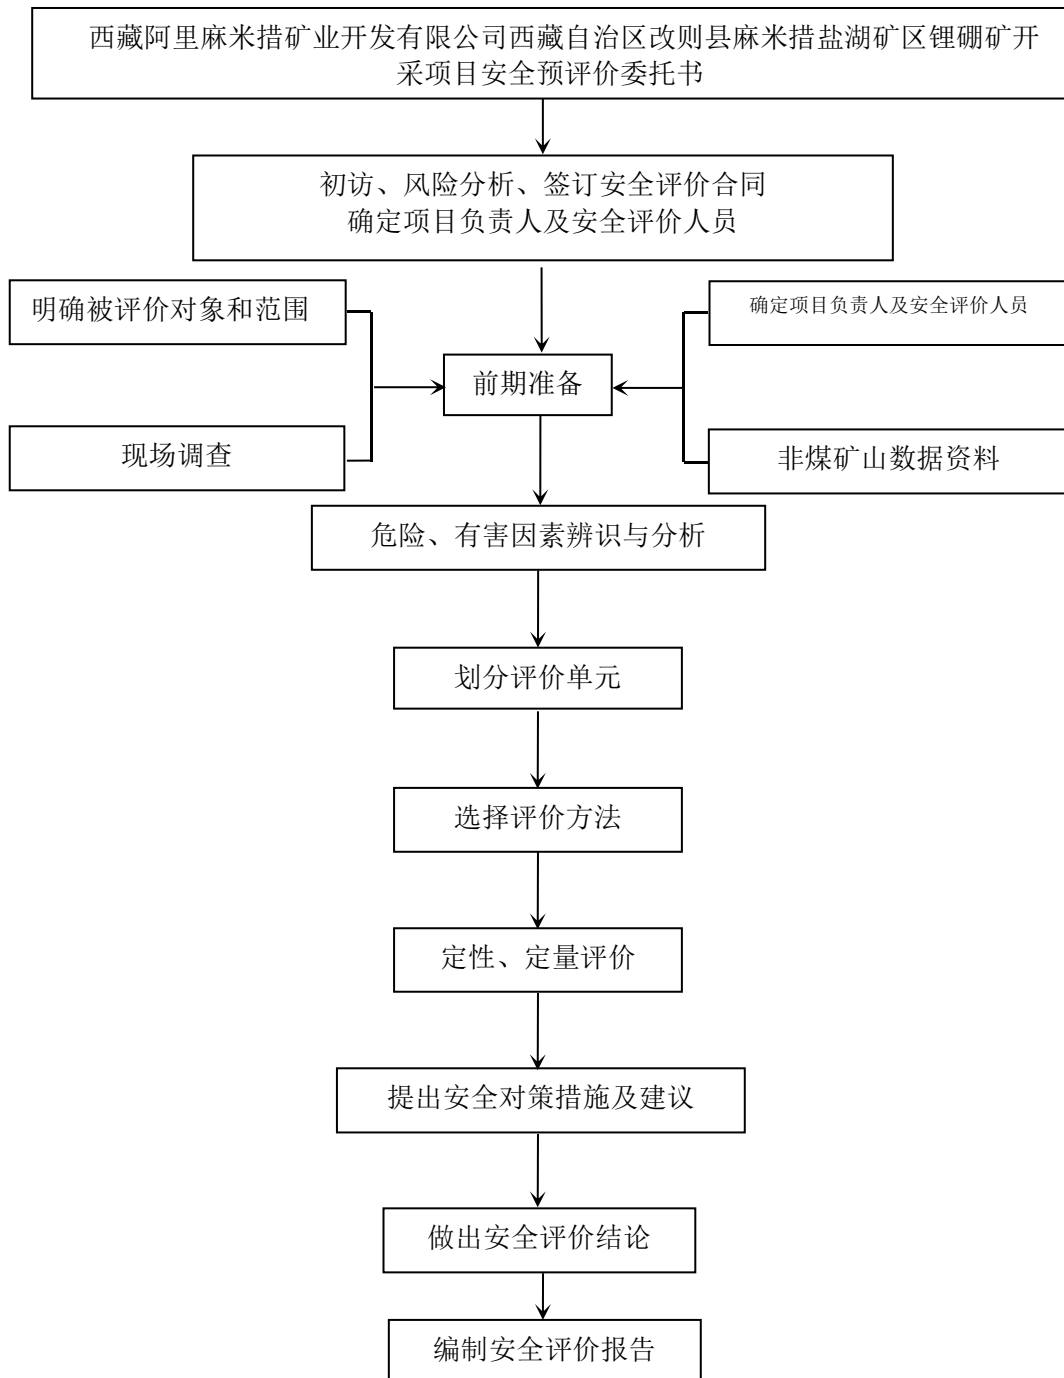 西藏阿里麻米措矿业开发有限公司西藏自治区改则县麻米措盐湖矿区锂硼矿开
采项目安全预评价委托书
初访、风险分析、签订安全评价合同
确定项目负责人及安全评价人员
明确被评价对象和范围
确定项目负责人及安全评价人员
前期准备
现场调查
非煤矿山数据资料
危险、有害因素辨识与分析
划分评价单元
选择评价方法
定性、定量评价
提出安全对策措施及建议
做出安全评价结论
编制安全评价报告